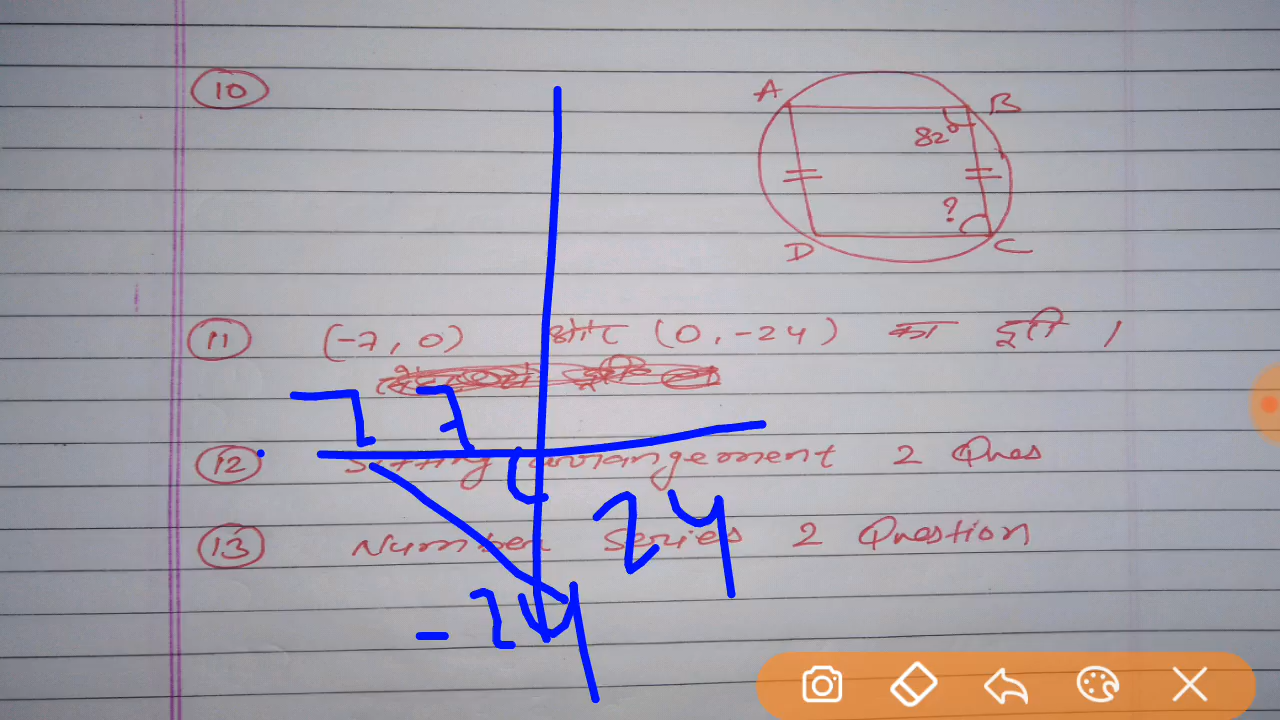 10
A B
82°
?
D C
11 (-7, 0) और (0, -24) का दूरी ।
7 7
12 Sitting arrangement 2 Ques
24
13 Number Series 2 Question
-24